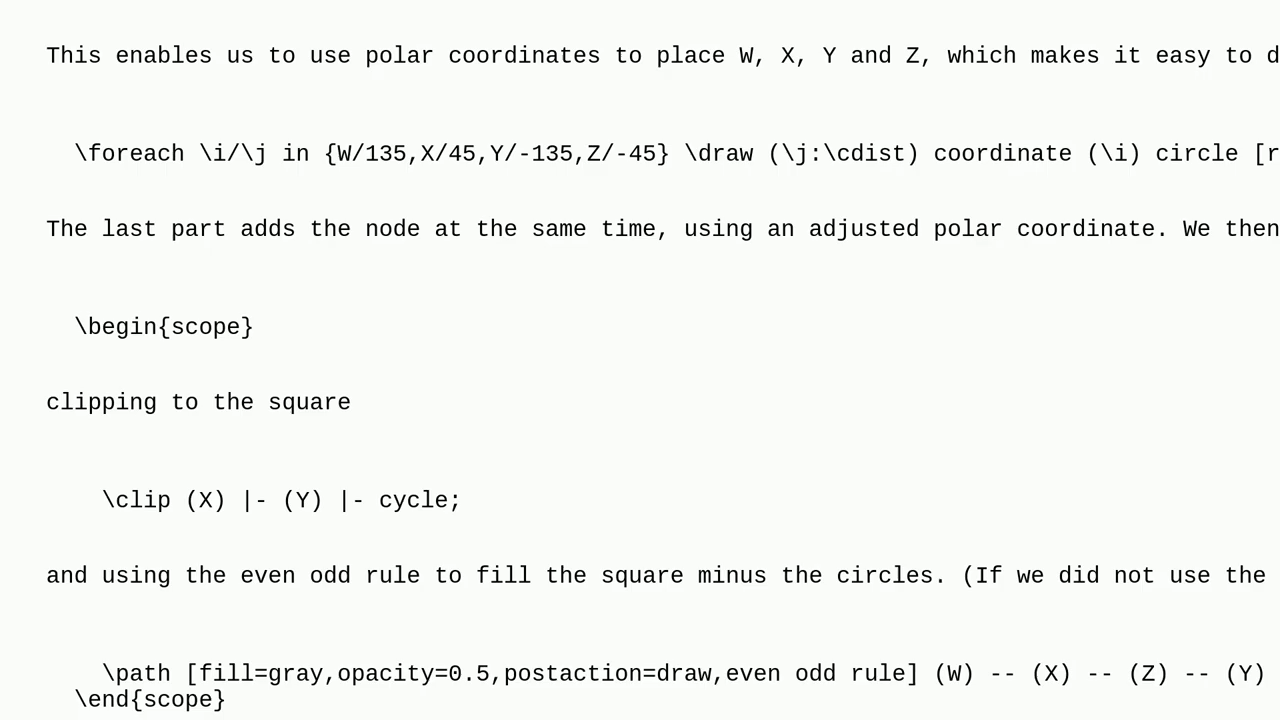 This enables us to use polar coordinates to place W, X, Y and Z, which makes it easy to d
\foreach \i/\j in {W/135,X/45,Y/-135,Z/-45} \draw (\j:\cdist) coordinate (\i) circle [r
The last part adds the node at the same time, using an adjusted polar coordinate. We then
\begin{scope}
clipping to the square
\clip (X) |- (Y) |- cycle;
and using the even odd rule to fill the square minus the circles. (If we did not use the
\path [fill=gray,opacity=0.5,postaction=draw,even odd rule] (W) -- (X) -- (Z) -- (Y)
\end{scope}